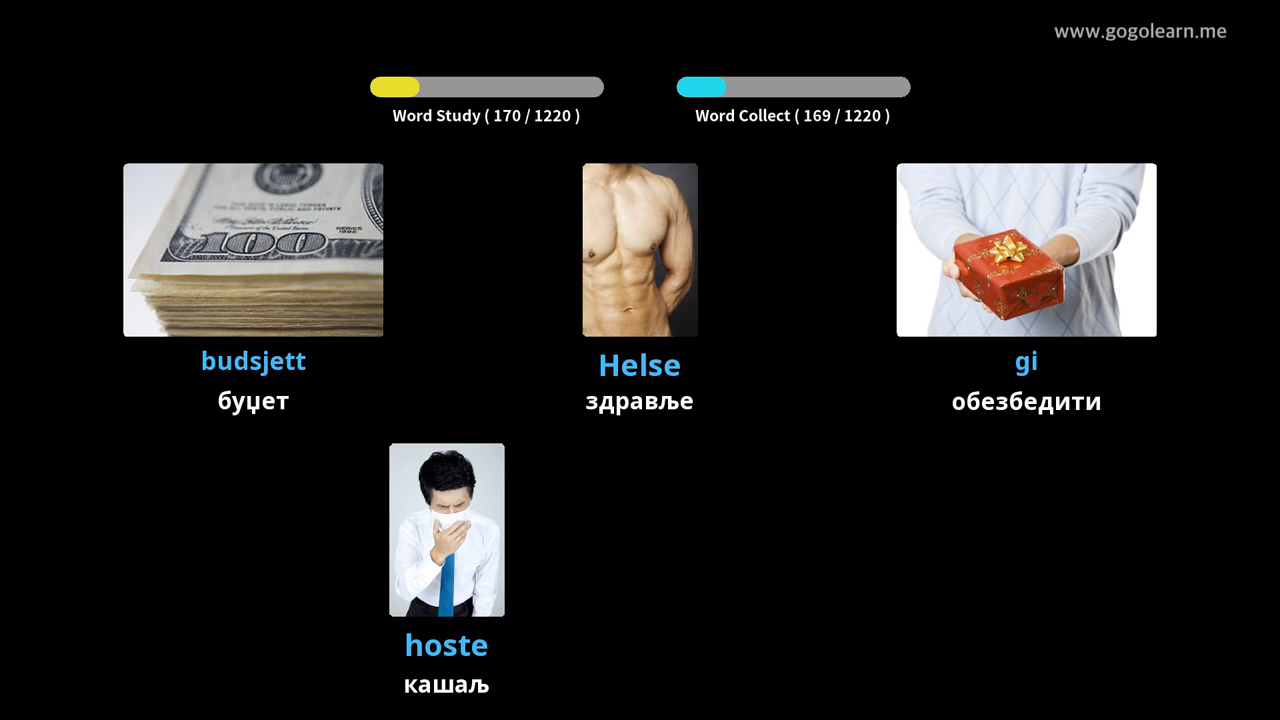 www.gogolearn.me
Word Study ( 170 / 1220 )
Word Collect ( 169 / 1220 )
100
budsjett
буџет
Helse
здравље
gi
обезбедити
hoste
кашаљ